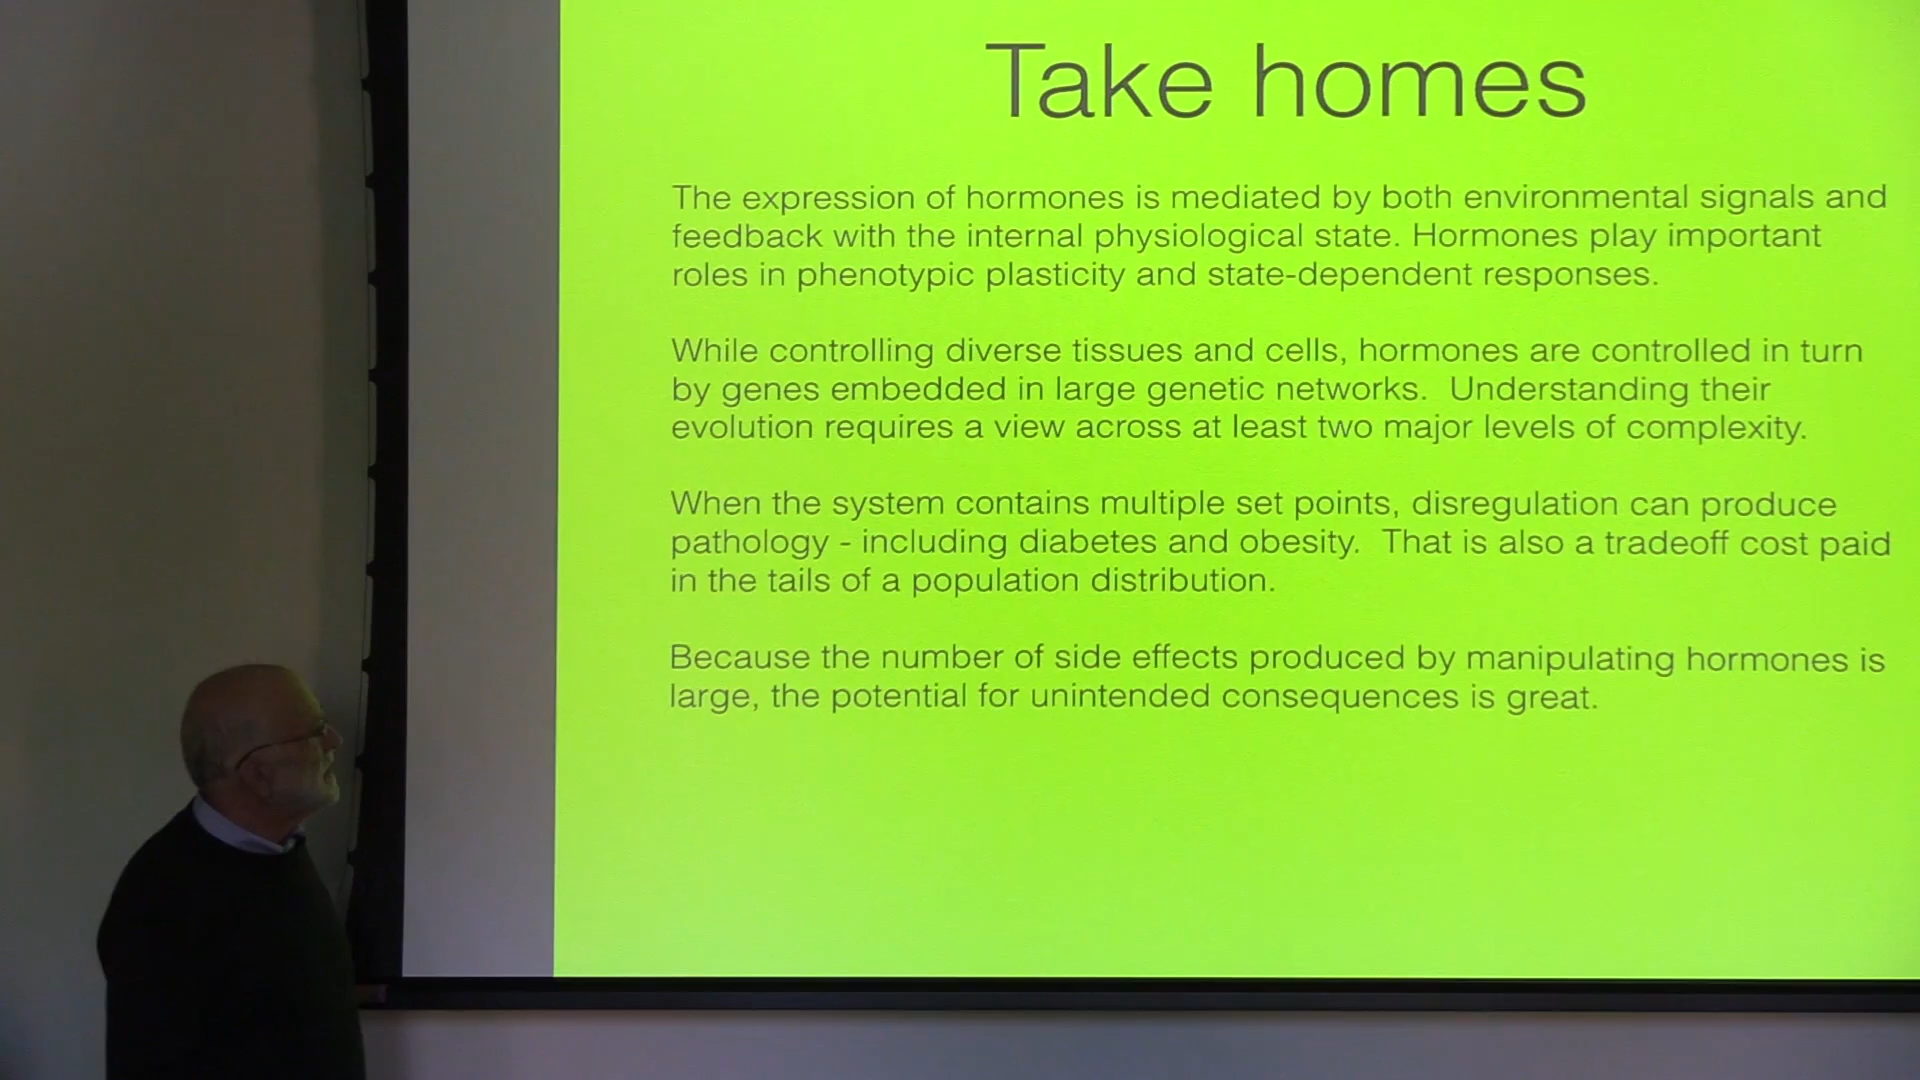 Take homes
The expression of hormones is mediated by both environmental signals and
feedback with the internal physiological state. Hormones play important
roles in phenotypic plasticity and state-dependent responses.
While controlling diverse tissues and cells, hormones are controlled in turn
by genes embedded in large genetic networks.  Understanding their
evolution requires a view across at least two major levels of complexity.
When the system contains multiple set points, disregulation can produce
pathology - including diabetes and obesity.  That is also a tradeoff cost paid
in the tails of a population distribution.
Because the number of side effects produced by manipulating hormones is
large, the potential for unintended consequences is great.